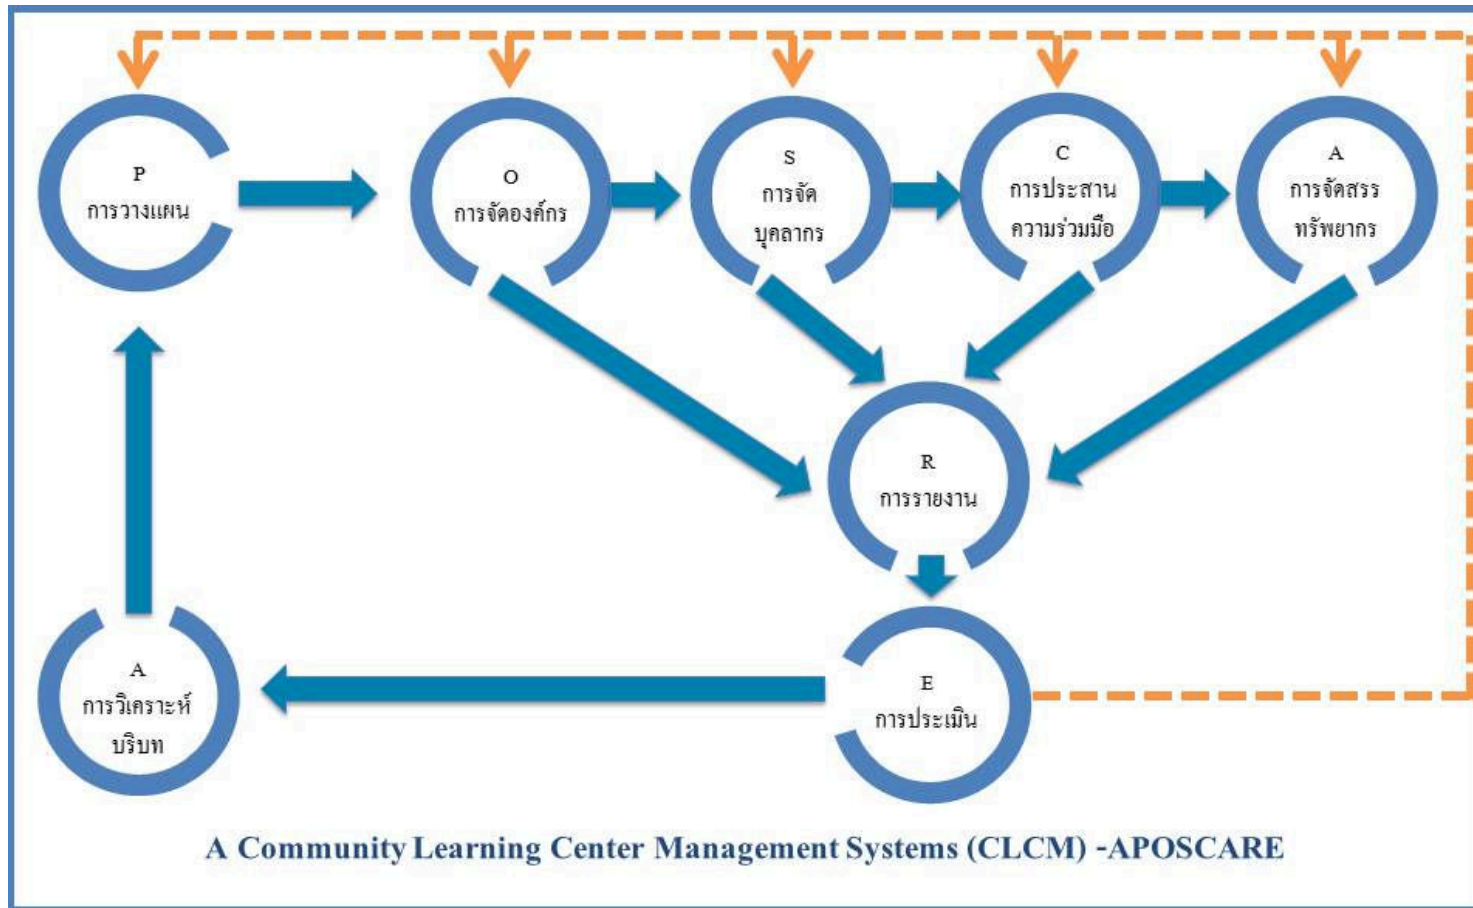 P
การวางแผน
O
การจัดองค์กร
S
การจัด
บุคลากร
C
การประสาน
ความร่วมมือ
A
การจัดสรร
ทรัพยากร
R
การรายงาน
A
การวิเคราะห์
บริบท
E
การประเมิน
A Community Learning Center Management Systems (CLCM) -APOSCARE